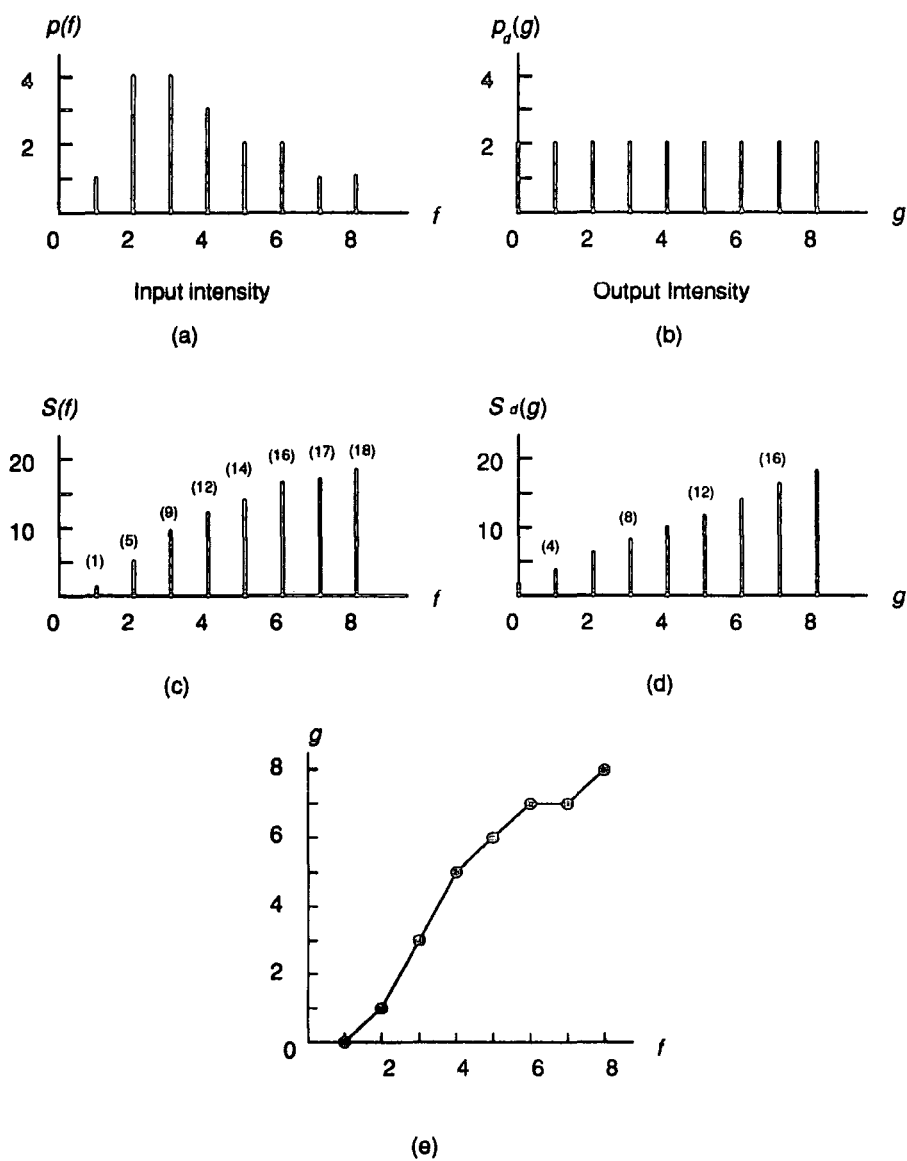 p(f)
4
2
0 2 4 6 8 f
Input intensity
(a)
p_d(g)
4
2
0 2 4 6 8 g
Output Intensity
(b)
S(f)
20
10
(1) (5) (9) (12) (14) (16) (17) (18)
0 2 4 6 8 f
(c)
S_d(g)
20
10
(4) (8) (12) (16)
0 2 4 6 8 g
(d)
g
8
6
4
2
0 2 4 6 8 f
(e)